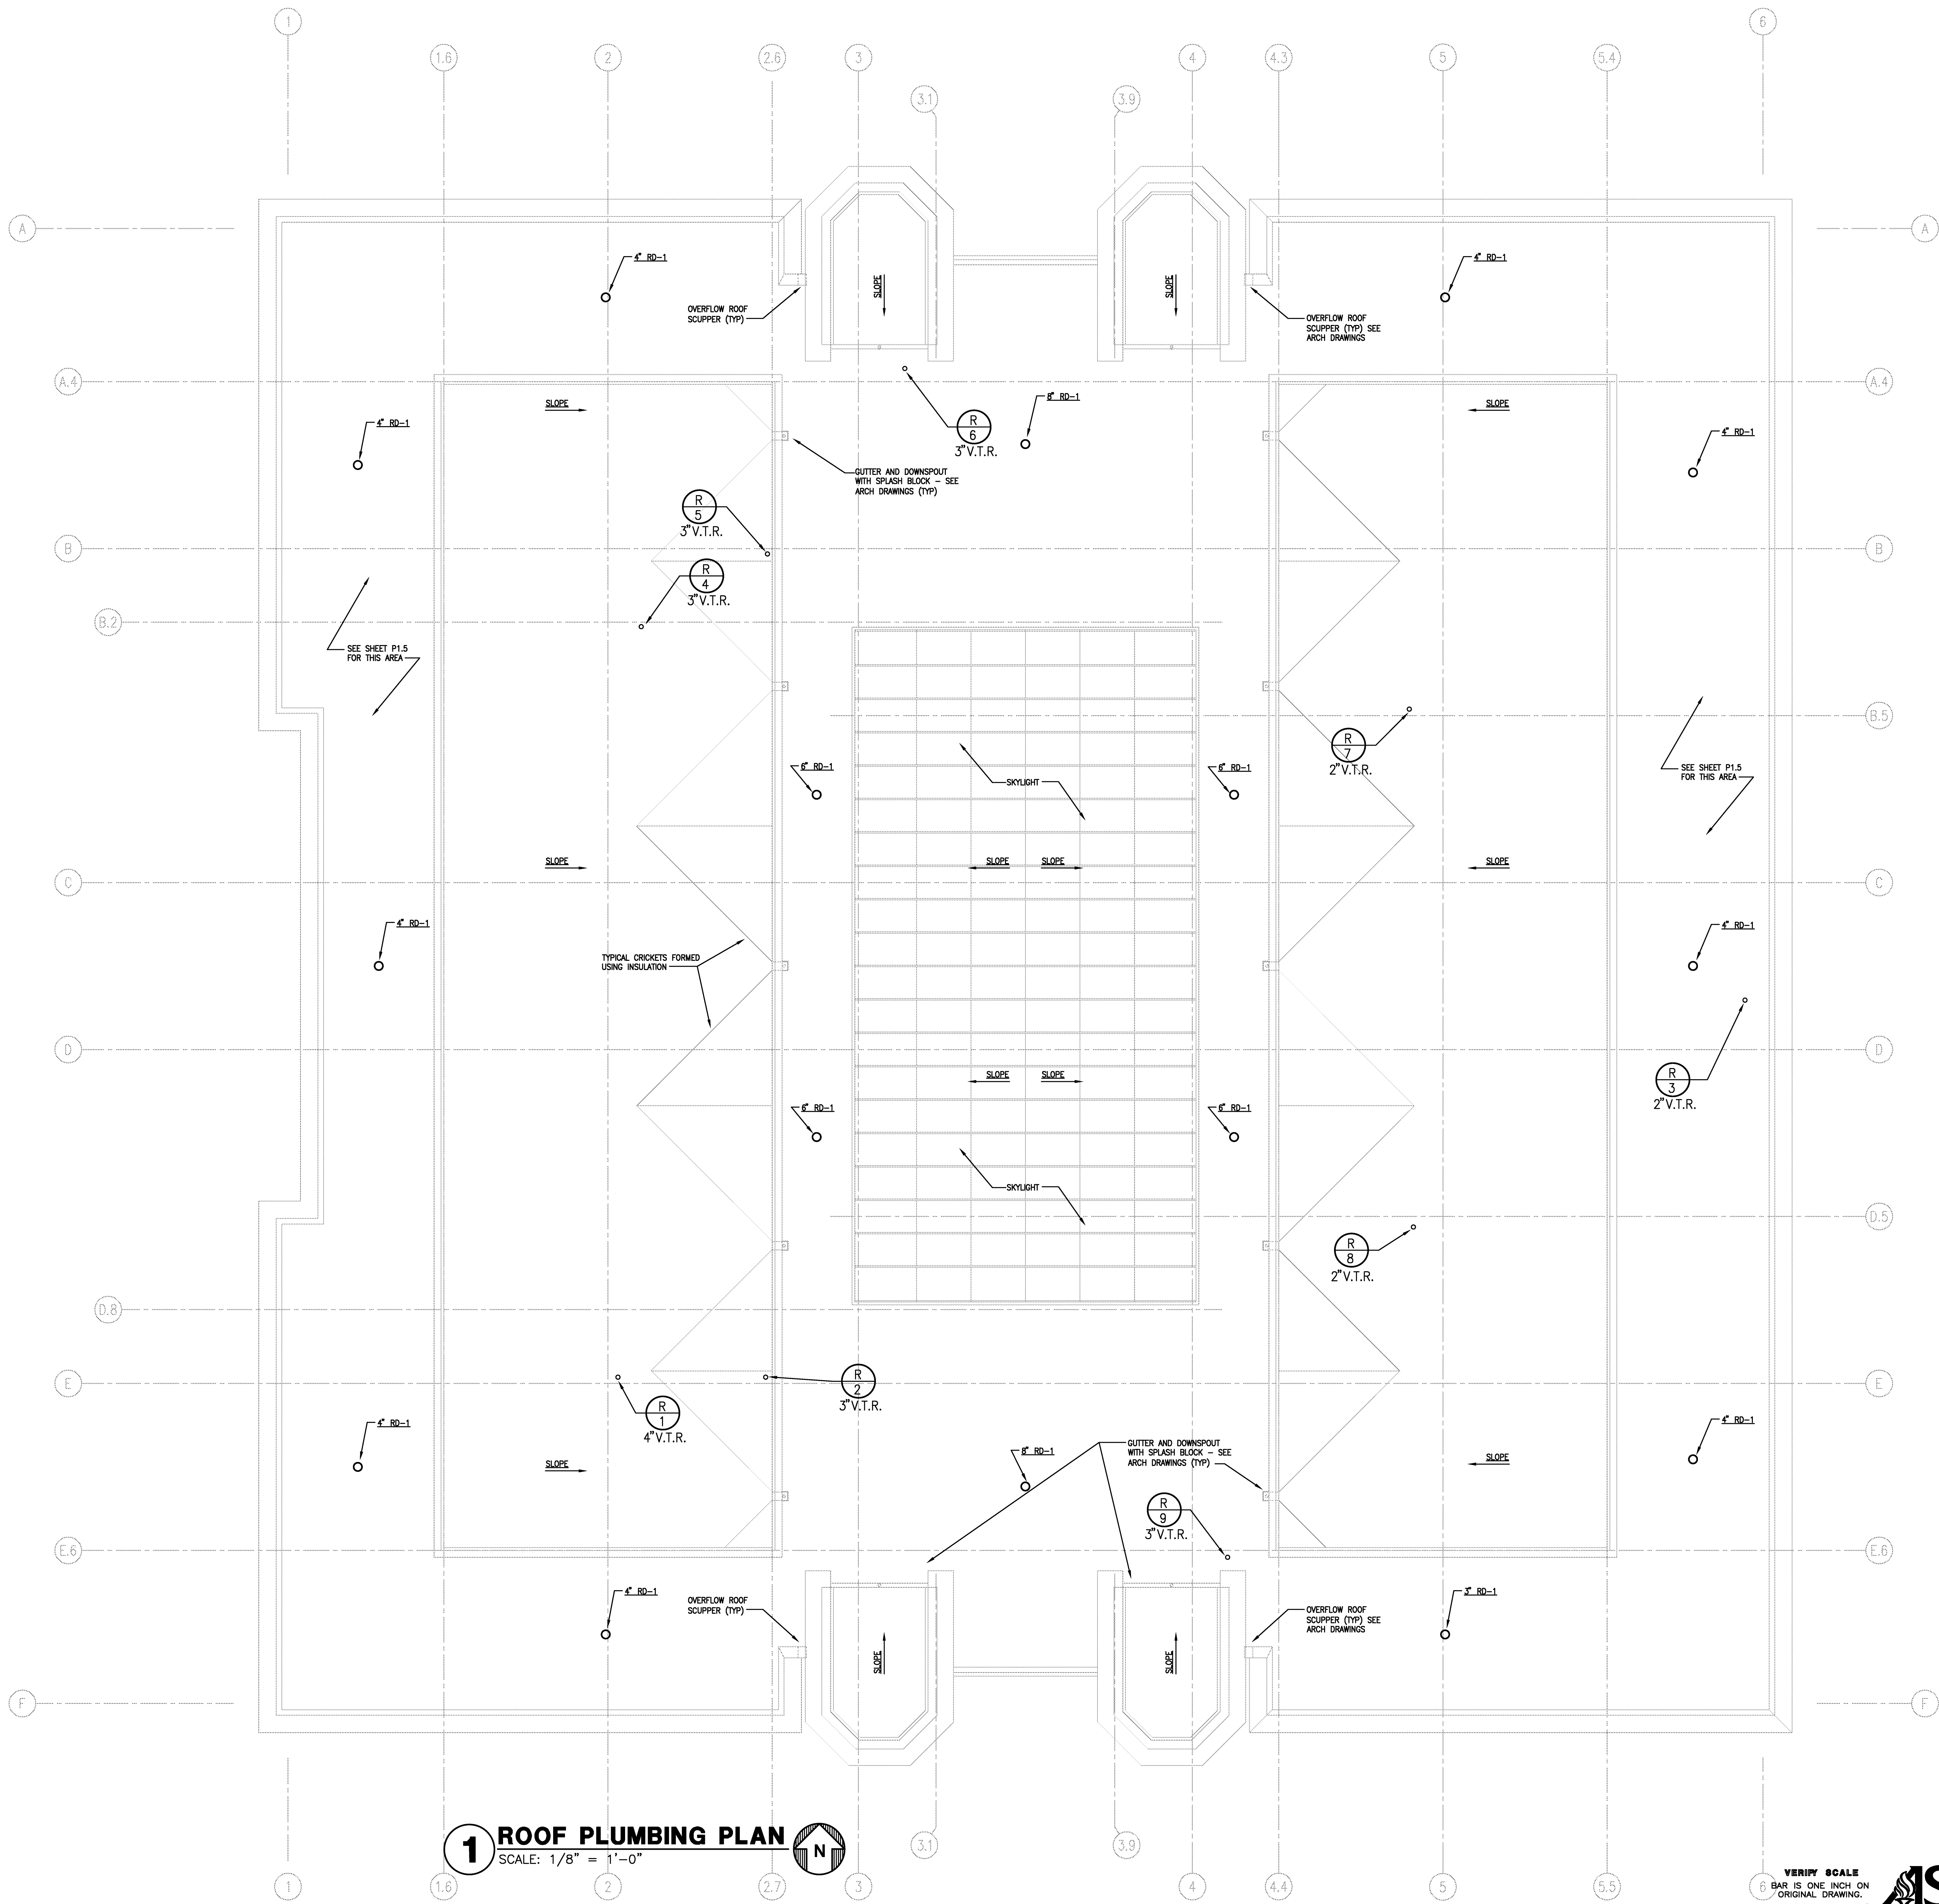 1
6
1.6
2
2.6
3
4
4.3
5
5.4
3.1
3.9
A
A
4" RD-1
4" RD-1
SLOPE
SLOPE
OVERFLOW ROOF
SCUPPER (TYP)
OVERFLOW ROOF
SCUPPER (TYP) SEE
ARCH DRAWINGS
A.4
A.4
SLOPE
8" RD-1
SLOPE
4" RD-1
R
6
3"V.T.R.
4" RD-1
GUTTER AND DOWNSPOUT
WITH SPLASH BLOCK – SEE
ARCH DRAWINGS (TYP)
R
5
3"V.T.R.
B
B
R
4
3"V.T.R.
B.2
SEE SHEET P1.5
FOR THIS AREA
B.5
R
7
2"V.T.R.
6" RD-1
SKYLIGHT
6" RD-1
SEE SHEET P1.5
FOR THIS AREA
SLOPE
SLOPE
SLOPE
SLOPE
C
C
4" RD-1
4" RD-1
TYPICAL CRICKETS FORMED
USING INSULATION
D
D
SLOPE
SLOPE
R
3
2"V.T.R.
6" RD-1
6" RD-1
SKYLIGHT
D.5
R
8
2"V.T.R.
D.8
E
E
R
2
3"V.T.R.
R
1
4"V.T.R.
4" RD-1
4" RD-1
SLOPE
8" RD-1
GUTTER AND DOWNSPOUT
WITH SPLASH BLOCK – SEE
ARCH DRAWINGS (TYP)
SLOPE
R
9
3"V.T.R.
E.6
E.6
4" RD-1
OVERFLOW ROOF
SCUPPER (TYP)
3" RD-1
OVERFLOW ROOF
SCUPPER (TYP) SEE
ARCH DRAWINGS
SLOPE
SLOPE
F
F
1
ROOF PLUMBING PLAN
SCALE: 1/8" = 1'-0"
N
3.1
3.9
1
1.6
2
2.7
3
4
4.4
5
5.5
6
VERIFY SCALE
BAR IS ONE INCH ON
ORIGINAL DRAWING.